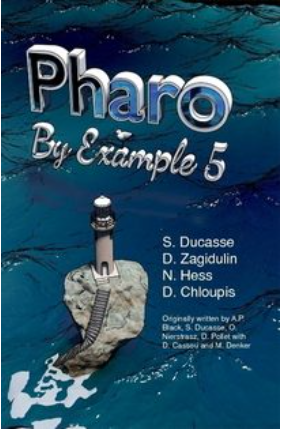 Pharo
By Example 5
S. Ducasse
D. Zagidulin
N. Hess
D. Chloupis
Originally written by A.P.
Black, S. Ducasse, O.
Nierstrasz, D. Pollet with
D. Cassou and M. Denker